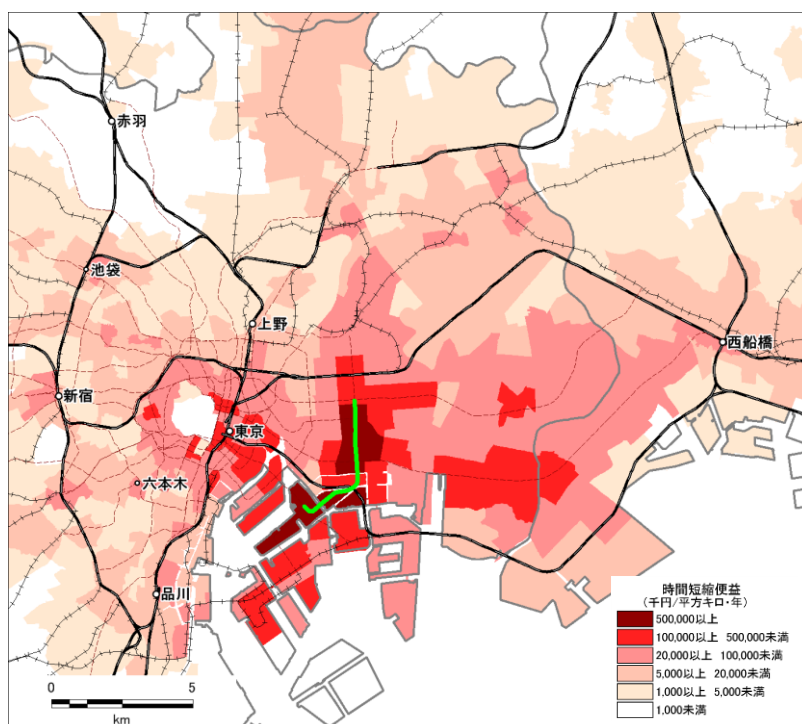 赤羽
池袋
上野
西船橋
新宿
東京
六本木
品川
時間短縮便益
(千円/平方キロ・年)
500,000以上
100,000以上 500,000未満
20,000以上 100,000未満
5,000以上 20,000未満
1,000以上 5,000未満
1,000未満
0 5
km